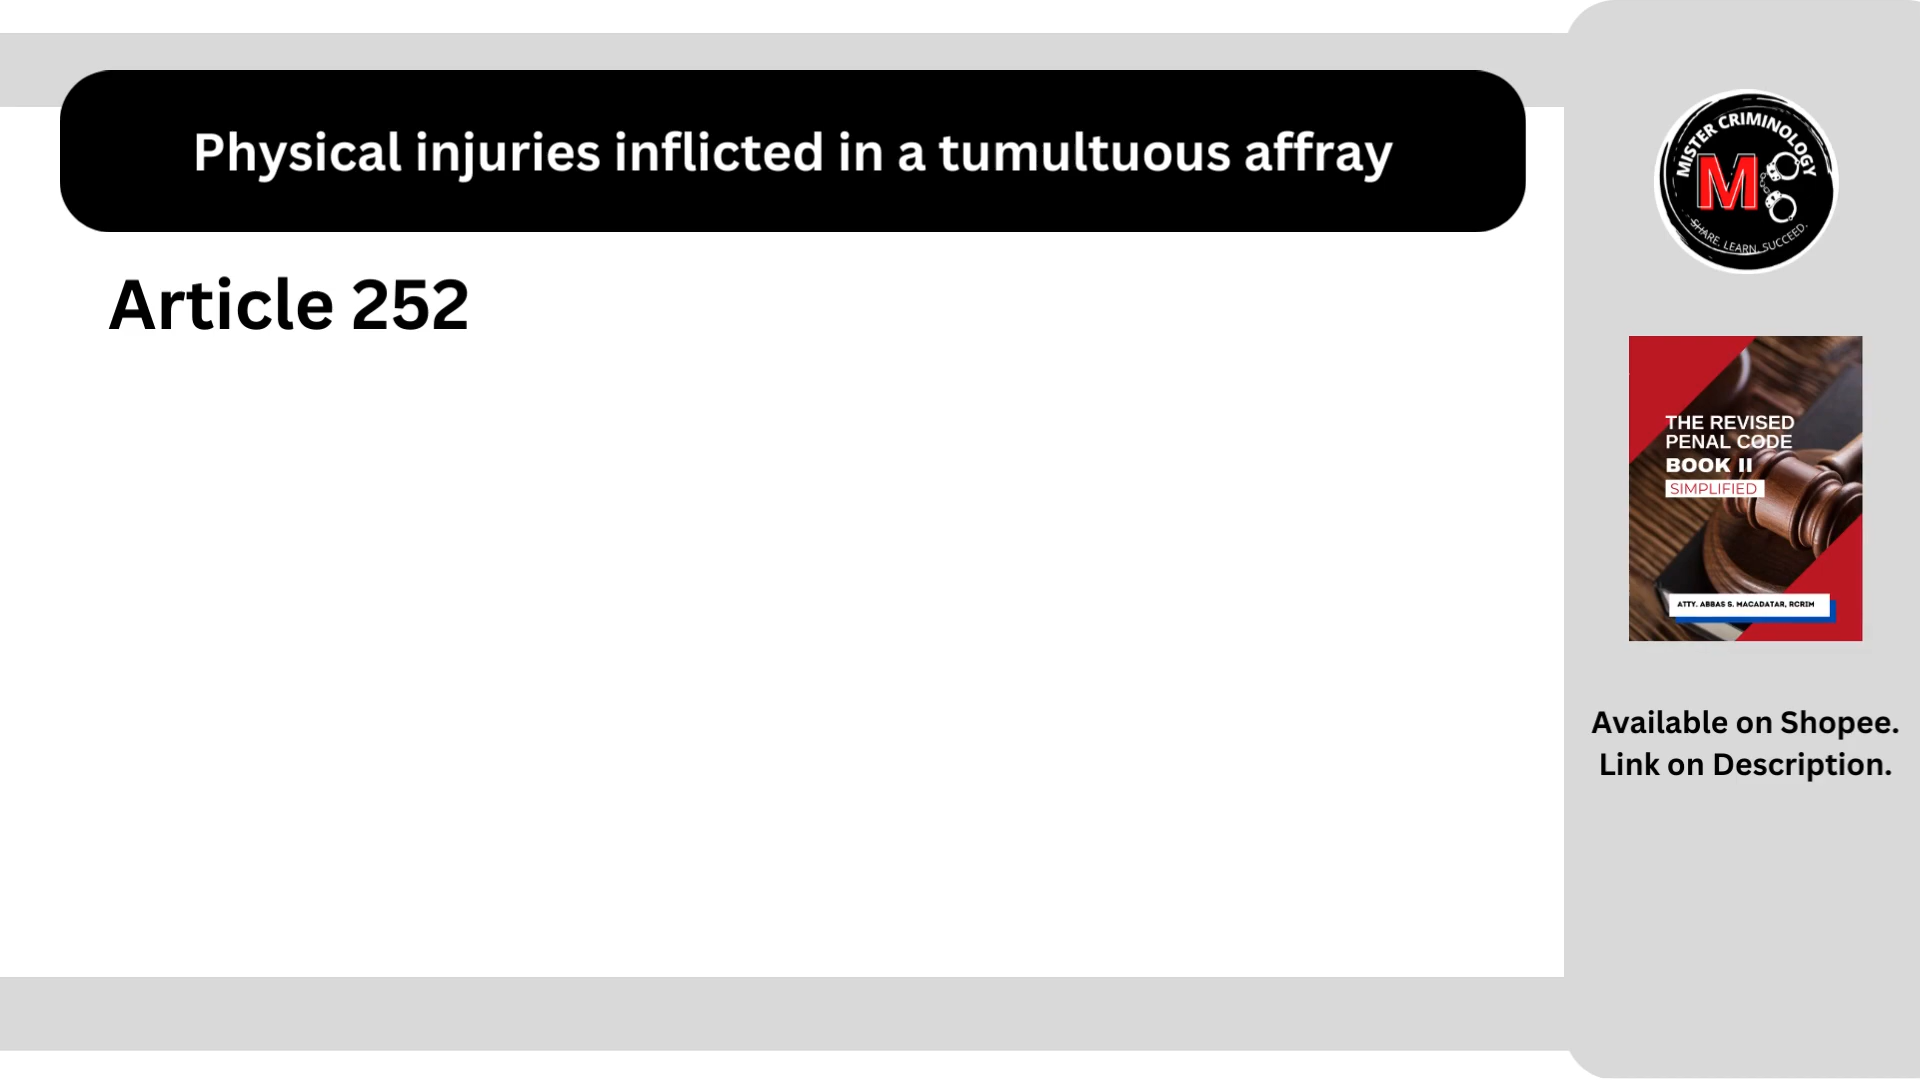 Physical injuries inflicted in a tumultuous affray
Article 252
MISTER CRIMINOLOGY
M
SHARE. LEARN. SUCCEED.
THE REVISED
PENAL CODE
BOOK II
SIMPLIFIED
ATTY. ABBAS S. MACADATAR, RCRIM
Available on Shopee.
Link on Description.